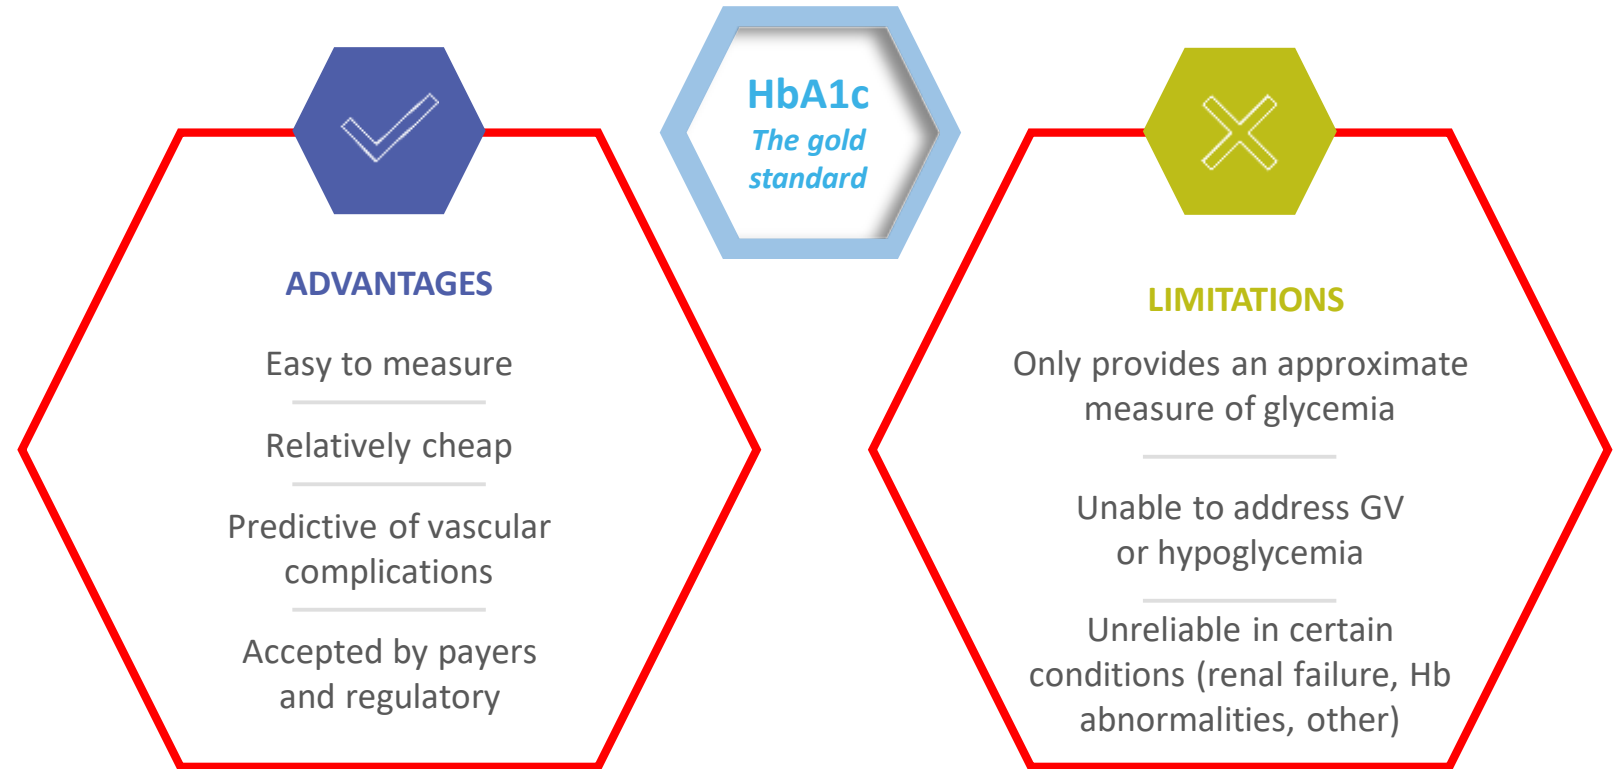 HbA1c
The gold
standard
ADVANTAGES
Easy to measure
Relatively cheap
Predictive of vascular
complications
Accepted by payers
and regulatory
LIMITATIONS
Only provides an approximate
measure of glycemia
Unable to address GV
or hypoglycemia
Unreliable in certain
conditions (renal failure, Hb
abnormalities, other)